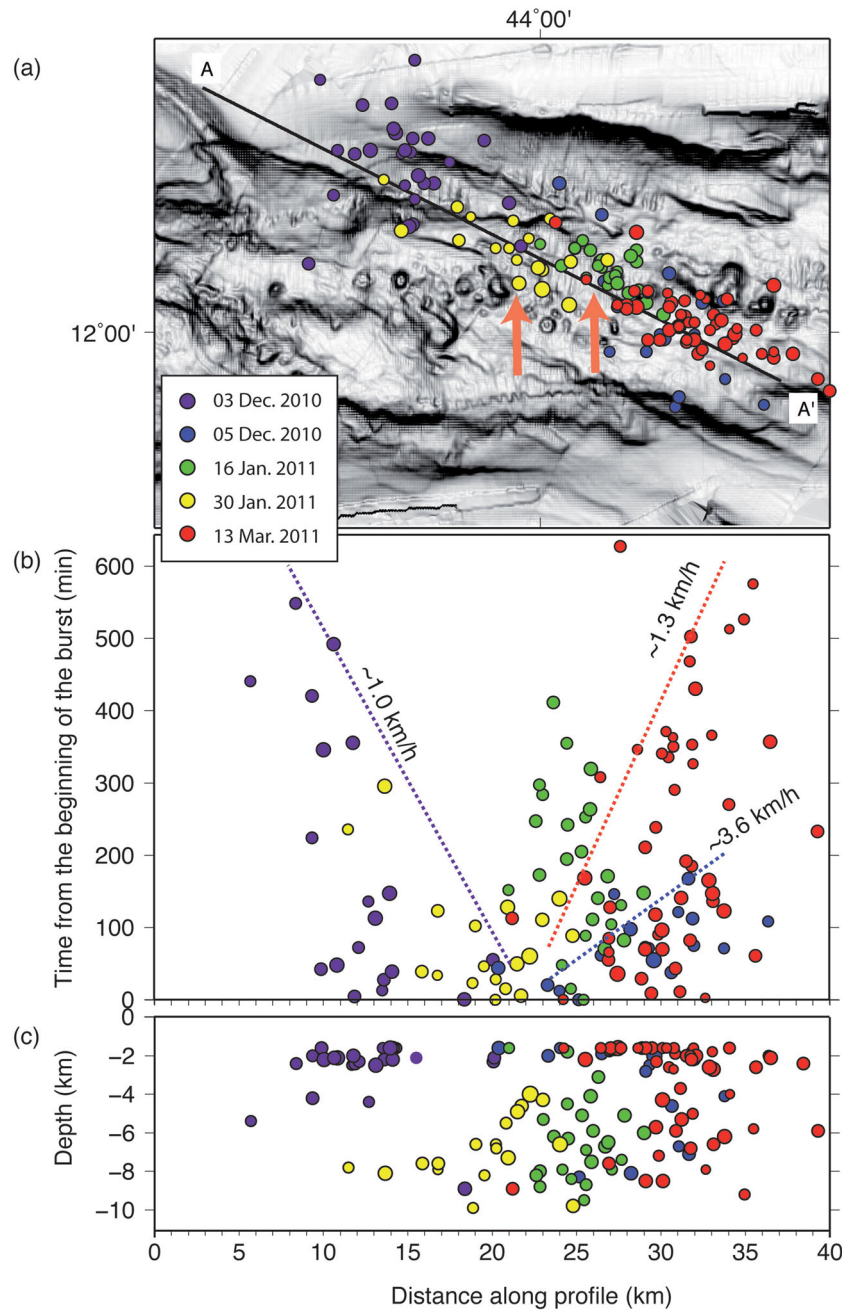 44°00'
(a)
A
12°00'
A'
03 Dec. 2010
05 Dec. 2010
16 Jan. 2011
30 Jan. 2011
13 Mar. 2011
(b)
Time from the beginning of the burst (min)
600
500
400
300
200
100
0
~1.0 km/h
~1.3 km/h
~3.6 km/h
(c)
Depth (km)
0
−2
−4
−6
−8
−10
0 5 10 15 20 25 30 35 40
Distance along profile (km)